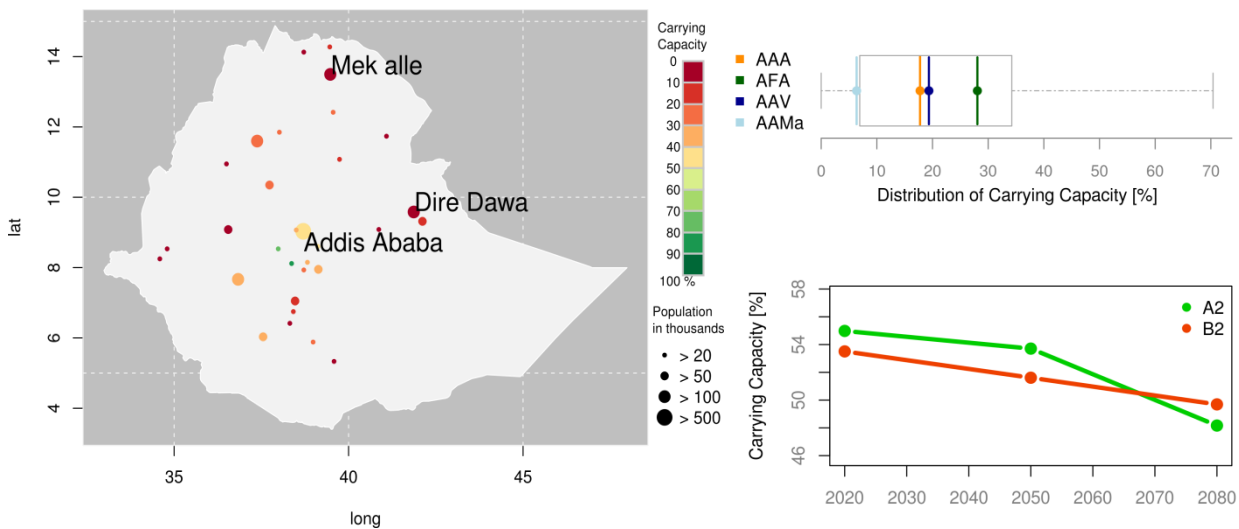 14
12
10
8
6
4
lat
35
40
45
long
Mek alle
Dire Dawa
Addis Ababa
Carrying
Capacity
0
10
20
30
40
50
60
70
80
90
100 %
Population
in thousands
> 20
> 50
> 100
> 500
AAA
AFA
AAV
AAMa
0 10 20 30 40 50 60 70
Distribution of Carrying Capacity [%]
Carrying Capacity [%]
58
54
50
46
A2
B2
2020 2030 2040 2050 2060 2070 2080